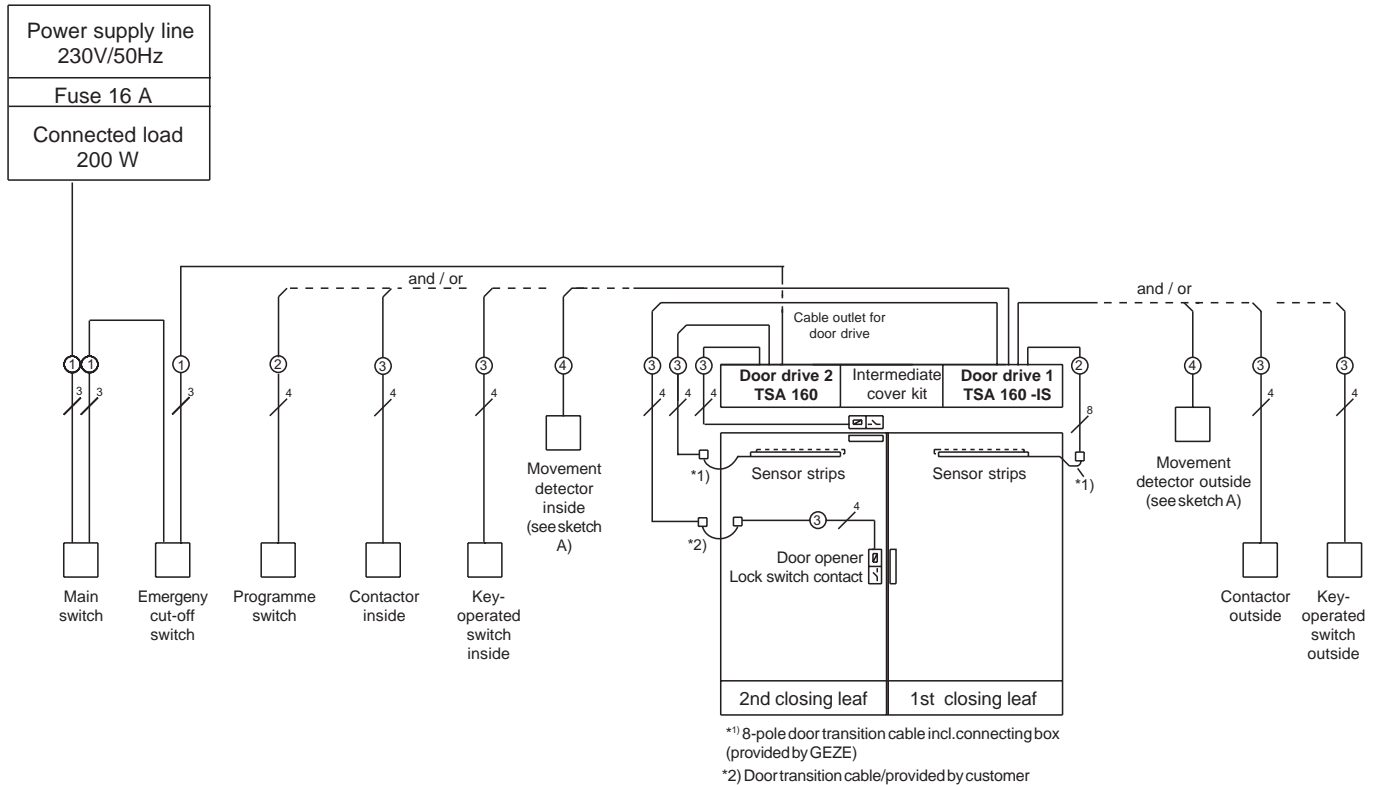 Power supply line
230V/50Hz
Fuse 16 A
Connected load
200 W
and / or
and / or
Cable outlet for
door drive
1 1 1 2 3 3 4 3 3 3 2 4 3 3
3 3 3 4 4 4 4 4 4 8 4 4
Door drive 2
TSA 160
Intermediate
cover kit
Door drive 1
TSA 160 -IS
*1)
Sensor strips
Sensor strips
*1)
*2)
3
4
Door opener
Lock switch contact
Movement
detector
inside
(see sketch
A)
Movement
detector outside
(see sketch A)
Main
switch
Emergeny
cut-off
switch
Programme
switch
Contactor
inside
Key-
operated
switch
inside
Contactor
outside
Key-
operated
switch
outside
2nd closing leaf
1st closing leaf
*1) 8-pole door transition cable incl.connecting box
(provided by GEZE)
*2) Door transition cable/provided by customer